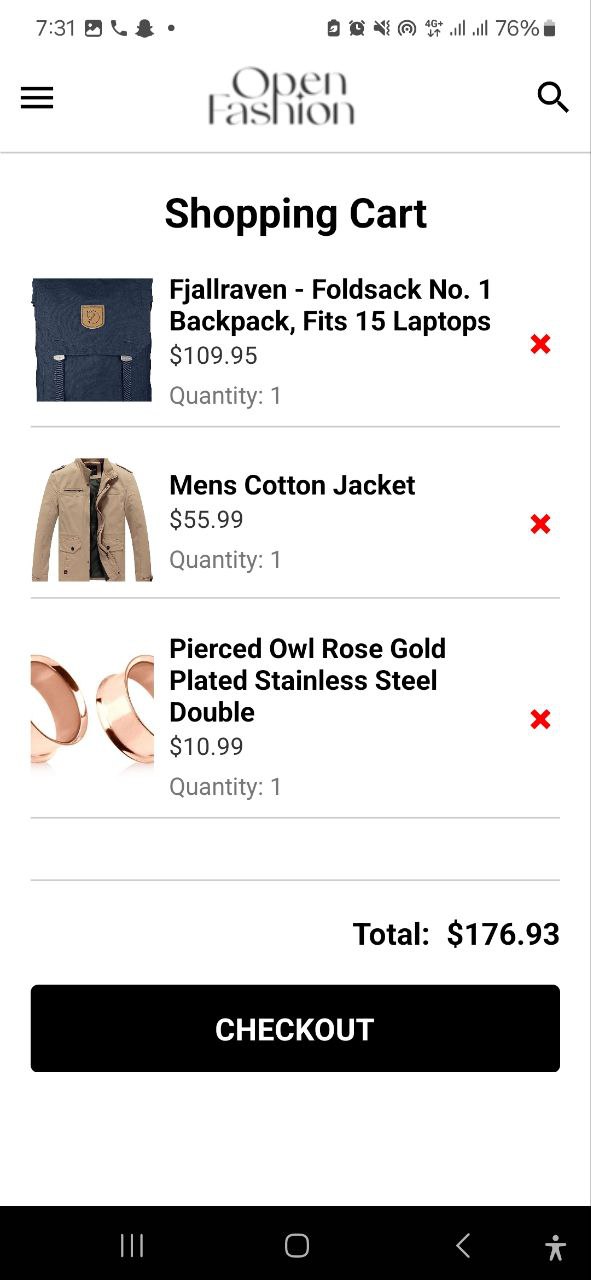 7:31 4G+ 76%
Open
Fashion
Shopping Cart
Fjallraven - Foldsack No. 1
Backpack, Fits 15 Laptops
$109.95
Quantity: 1
Mens Cotton Jacket
$55.99
Quantity: 1
Pierced Owl Rose Gold
Plated Stainless Steel
Double
$10.99
Quantity: 1
Total: $176.93
CHECKOUT